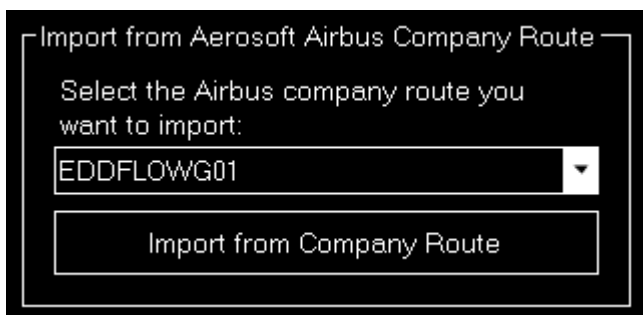 Import from Aerosoft Airbus Company Route
Select the Airbus company route you
want to import:
EDDFLOWG01
Import from Company Route